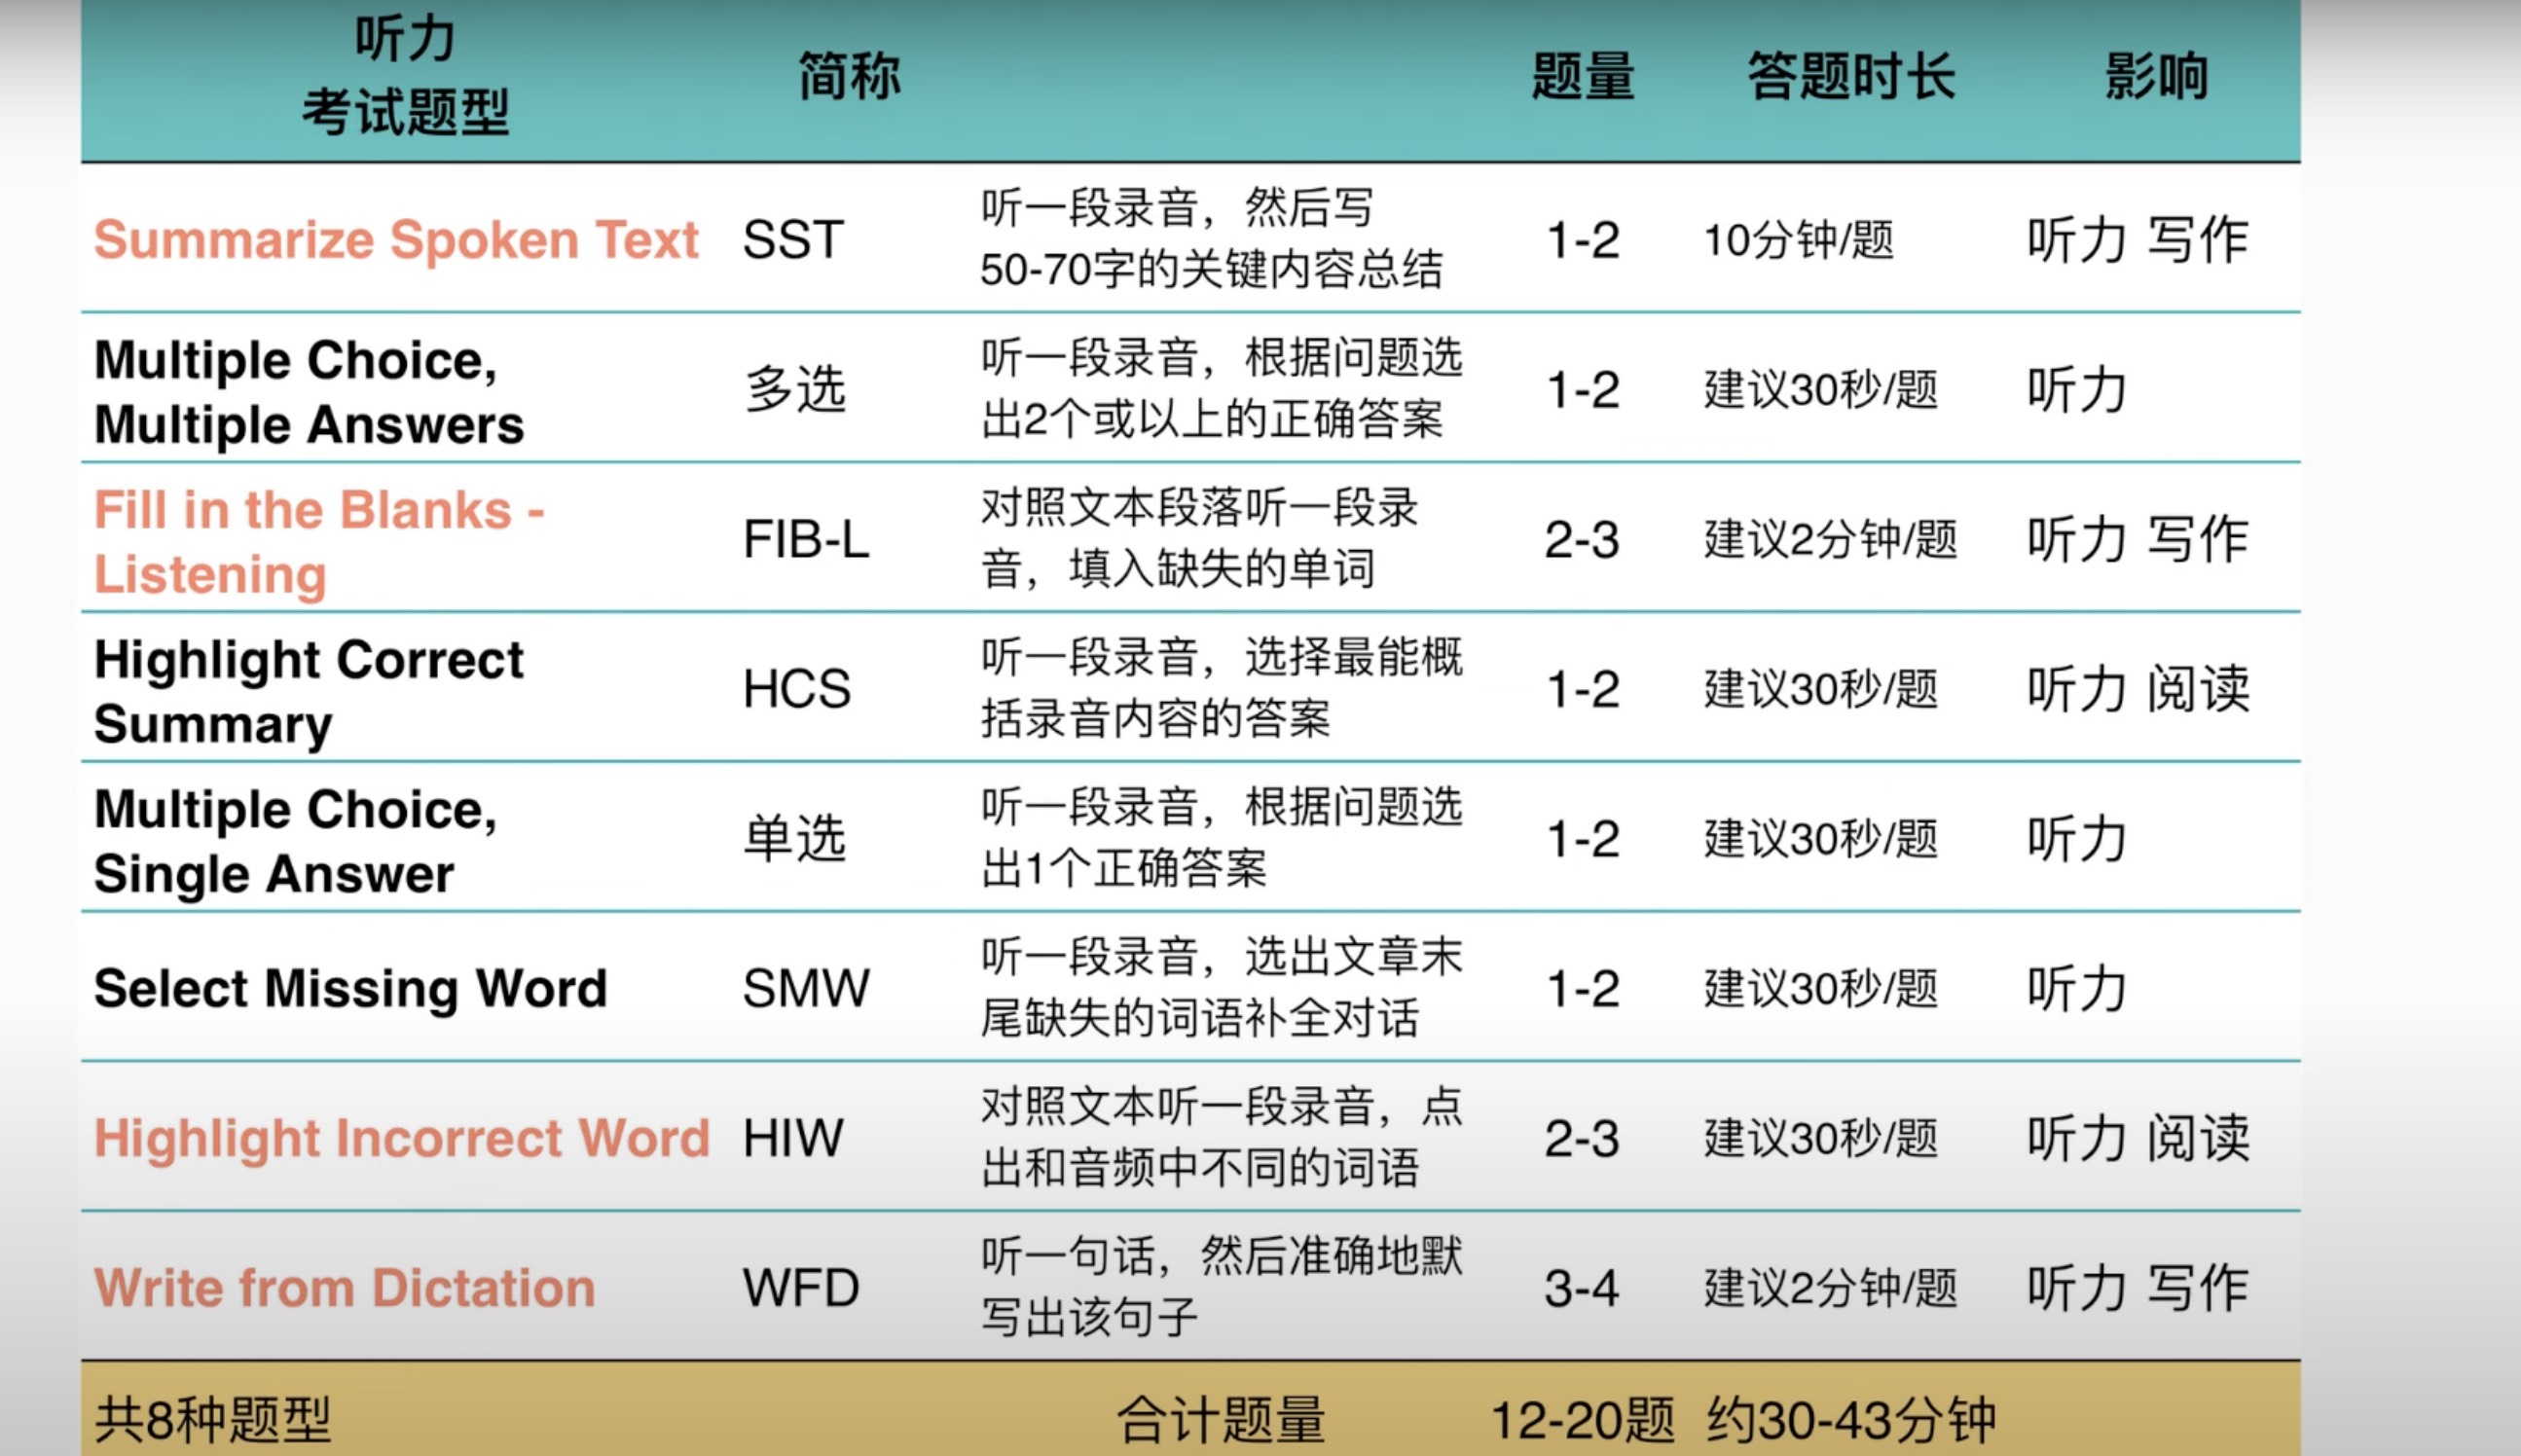 听力
考试题型
简称
题量
答题时长
影响
Summarize Spoken Text
SST
听一段录音，然后写
50-70字的关键内容总结
1-2
10分钟/题
听力 写作
Multiple Choice,
Multiple Answers
多选
听一段录音，根据问题选
出2个或以上的正确答案
1-2
建议30秒/题
听力
Fill in the Blanks -
Listening
FIB-L
对照文本段落听一段录
音，填入缺失的单词
2-3
建议2分钟/题
听力 写作
Highlight Correct
Summary
HCS
听一段录音，选择最能概
括录音内容的答案
1-2
建议30秒/题
听力 阅读
Multiple Choice,
Single Answer
单选
听一段录音，根据问题选
出1个正确答案
1-2
建议30秒/题
听力
Select Missing Word
SMW
听一段录音，选出文章末
尾缺失的词语补全对话
1-2
建议30秒/题
听力
Highlight Incorrect Word
HIW
对照文本听一段录音，点
出和音频中不同的词语
2-3
建议30秒/题
听力 阅读
Write from Dictation
WFD
听一句话，然后准确地默
写出该句子
3-4
建议2分钟/题
听力 写作
共8种题型
合计题量
12-20题
约30-43分钟